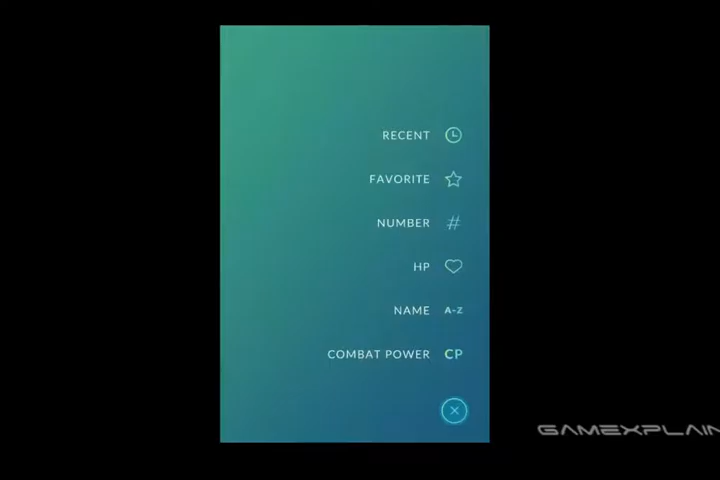 RECENT
FAVORITE
NUMBER #
HP
NAME A-Z
COMBAT POWER CP
GAMEXPLAIN